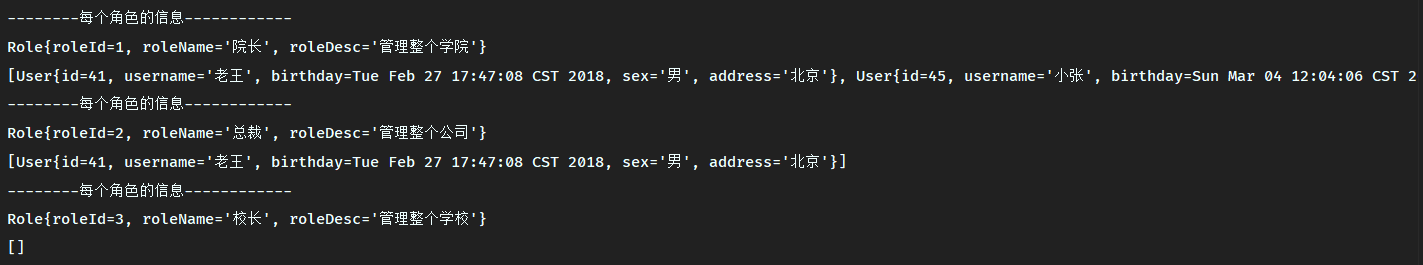 --------每个角色的信息------------
Role{roleId=1, roleName='院长', roleDesc='管理整个学院'}
[User{id=41, username='老王', birthday=Tue Feb 27 17:47:08 CST 2018, sex='男', address='北京'}, User{id=45, username='小张', birthday=Sun Mar 04 12:04:06 CST 2
--------每个角色的信息------------
Role{roleId=2, roleName='总裁', roleDesc='管理整个公司'}
[User{id=41, username='老王', birthday=Tue Feb 27 17:47:08 CST 2018, sex='男', address='北京'}]
--------每个角色的信息------------
Role{roleId=3, roleName='校长', roleDesc='管理整个学校'}
[]